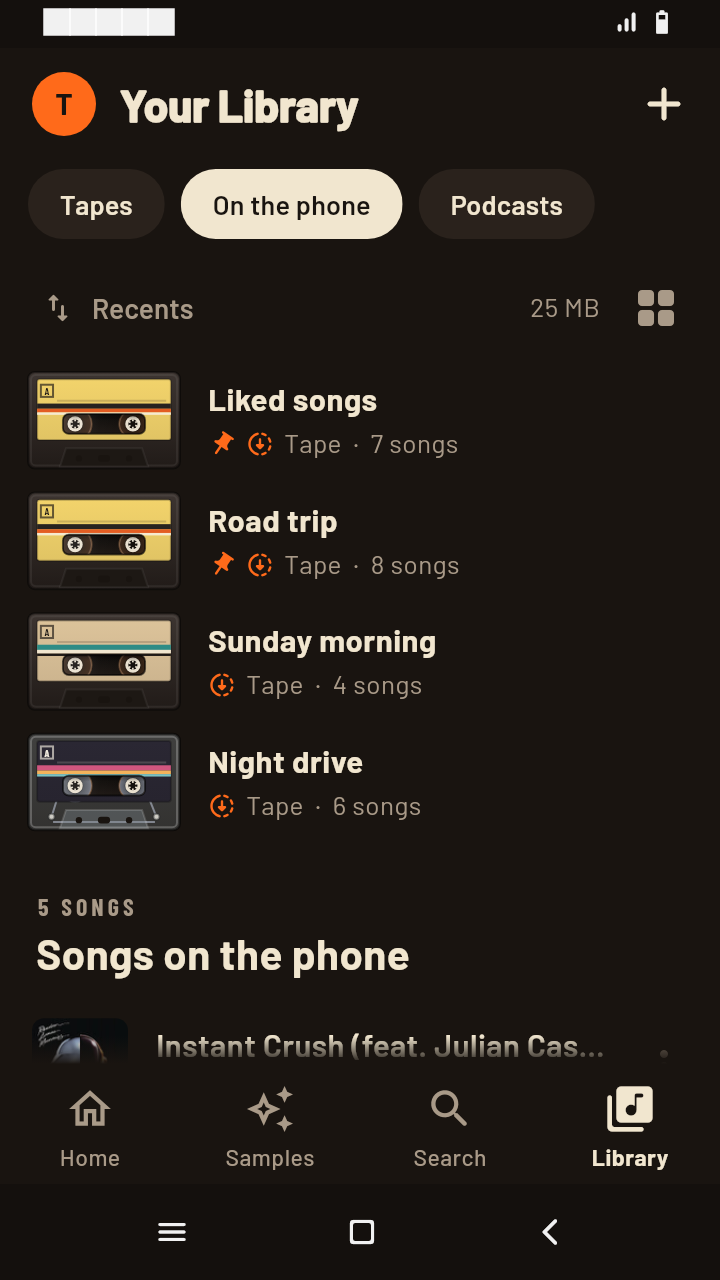 T
Your Library
Tapes
On the phone
Podcasts
Recents
25 MB
A
Liked songs
Tape · 7 songs
A
Road trip
Tape · 8 songs
A
Sunday morning
Tape · 4 songs
A
Night drive
Tape · 6 songs
5 SONGS
Songs on the phone
Instant Crush (feat. Julian Cas...
Home
Samples
Search
Library